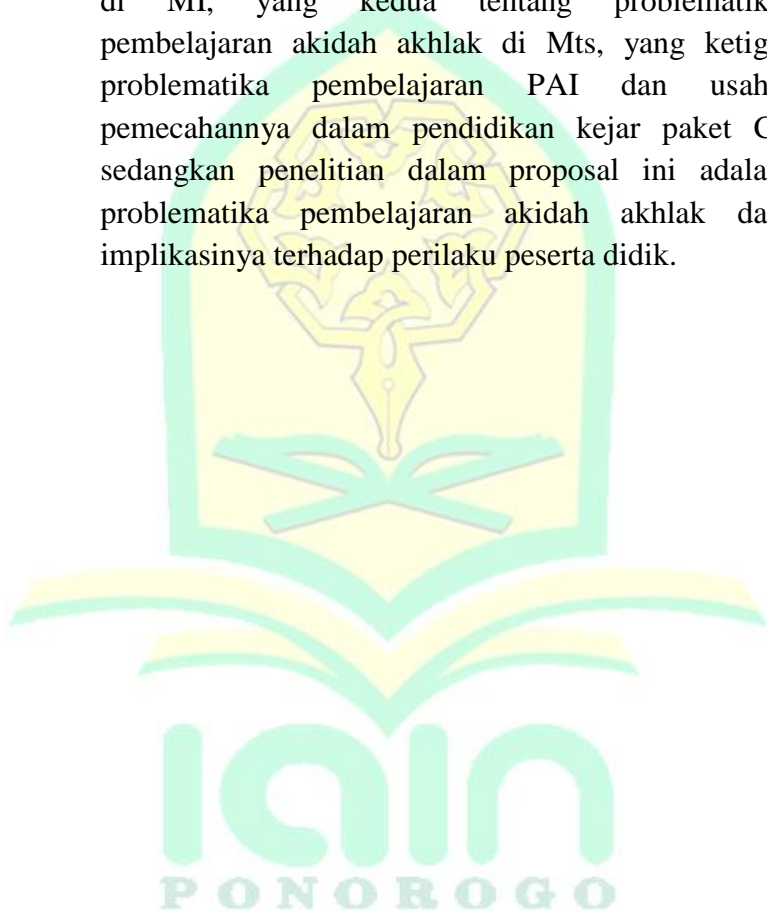 di MI, yang kedua tentang problematik
pembelajaran akidah akhlak di Mts, yang ketig
problematika pembelajaran PAI dan usah
pemecahannya dalam pendidikan kejar paket C
sedangkan penelitian dalam proposal ini adala
problematika pembelajaran akidah akhlak da
implikasinya terhadap perilaku peserta didik.
iain
PONOROGO